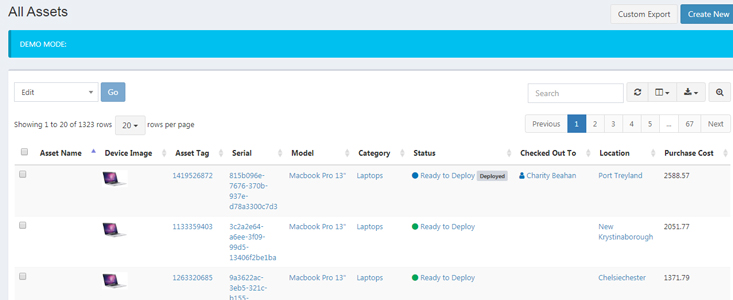 All Assets
Custom Export
Create New
DEMO MODE:
Edit
Go
Search
Showing 1 to 20 of 1323 rows 20 rows per page
Previous 1 2 3 4 5 ... 67 Next
Asset Name Device Image Asset Tag Serial Model Category Status Checked Out To Location Purchase Cost
1419526872 815b096e- Macbook Pro 13" Laptops Ready to Deploy Deployed Charity Beahan Port Treyland 2588.57
7676-370b-
937e-
d78a3300c7d3
1133359403 3c2a2e64- Macbook Pro 13" Laptops Ready to Deploy New 2051.77
a6ee-3f09- Krystinaborough
99d5-
13406f2be1ba
1263320685 9a3622ac- Macbook Pro 13" Laptops Ready to Deploy Chelsiechester 1371.79
3eb5-321c-
b155-